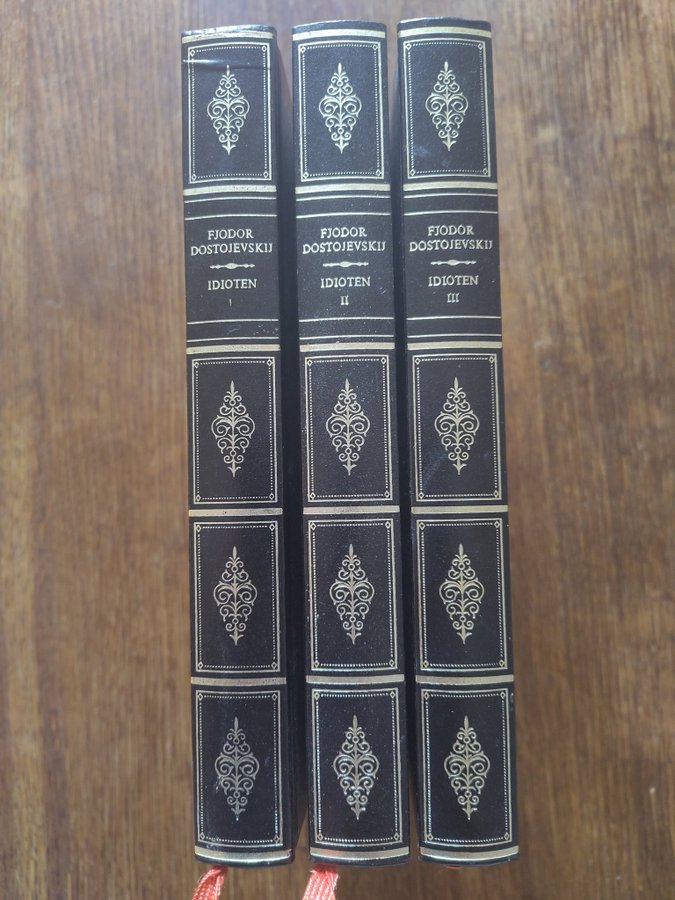 FJODOR
DOSTOJEVSKIJ
IDIOTEN
I
FJODOR
DOSTOJEVSKIJ
IDIOTEN
II
FJODOR
DOSTOJEVSKIJ
IDIOTEN
III